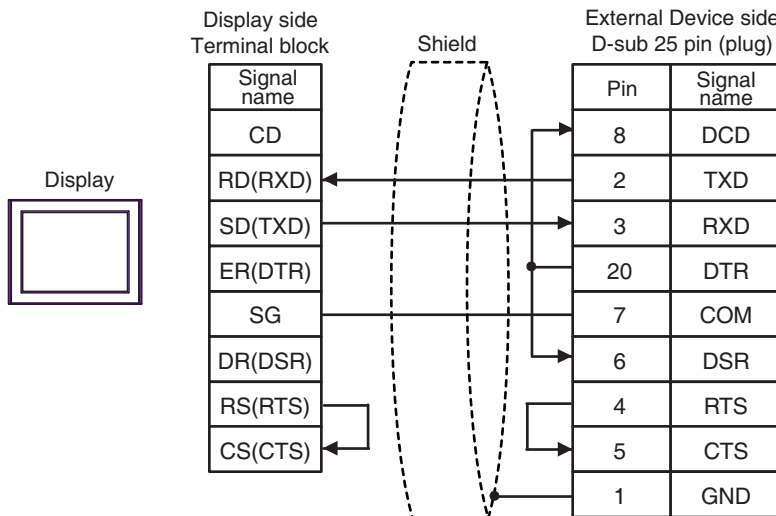 Display side
Terminal block
Shield
External Device side
D-sub 25 pin (plug)
Display
Signal
name
CD
RD(RXD)
SD(TXD)
ER(DTR)
SG
DR(DSR)
RS(RTS)
CS(CTS)
Pin
Signal
name
8 DCD
2 TXD
3 RXD
20 DTR
7 COM
6 DSR
4 RTS
5 CTS
1 GND